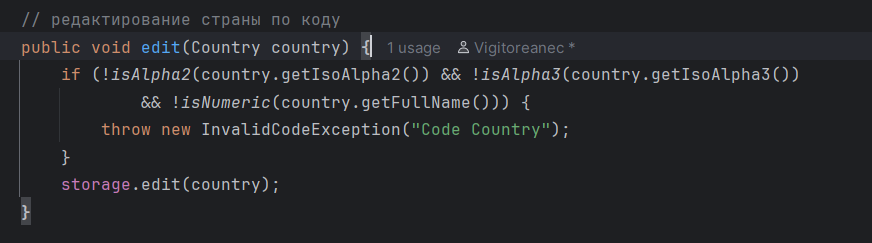 // редактирование страны по коду
public void edit(Country country) { 1 usage Vigitoreanec *
if (!isAlpha2(country.getIsoAlpha2()) && !isAlpha3(country.getIsoAlpha3())
&& !isNumeric(country.getFullName())) {
throw new InvalidCodeException("Code Country");
}
storage.edit(country);
}